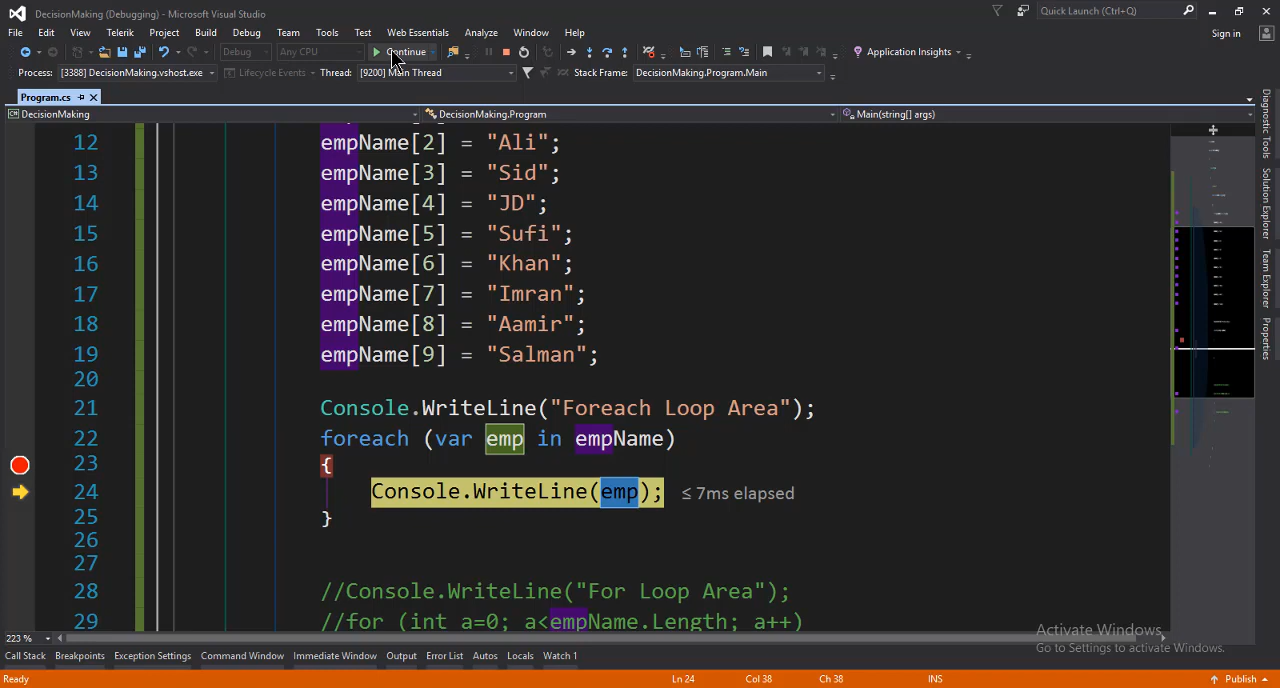 DecisionMaking (Debugging) - Microsoft Visual Studio
Quick Launch (Ctrl+Q)
File Edit View Telerik Project Build Debug Team Tools Test Web Essentials Analyze Window Help
Sign in
Debug Any CPU Continue Application Insights
Process: [3388] DecisionMaking.vshost.exe Lifecycle Events Thread: [9200] Main Thread Stack Frame: DecisionMaking.Program.Main
Program.cs
DecisionMaking DecisionMaking.Program Main(string[] args)
12 empName[2] = "Ali";
13 empName[3] = "Sid";
14 empName[4] = "JD";
15 empName[5] = "Sufi";
16 empName[6] = "Khan";
17 empName[7] = "Imran";
18 empName[8] = "Aamir";
19 empName[9] = "Salman";
20
21 Console.WriteLine("Foreach Loop Area");
22 foreach (var emp in empName)
23 {
24 Console.WriteLine(emp); ≤ 7ms elapsed
25 }
26
27
28 //Console.WriteLine("For Loop Area");
29 //for (int a=0; a<empName.Length; a++)
Diagnostic Tools
Solution Explorer
Team Explorer
Properties
Activate Windows
Go to Settings to activate Windows.
223 %
Call Stack Breakpoints Exception Settings Command Window Immediate Window Output Error List Autos Locals Watch 1
Ready Ln 24 Col 38 Ch 38 INS Publish